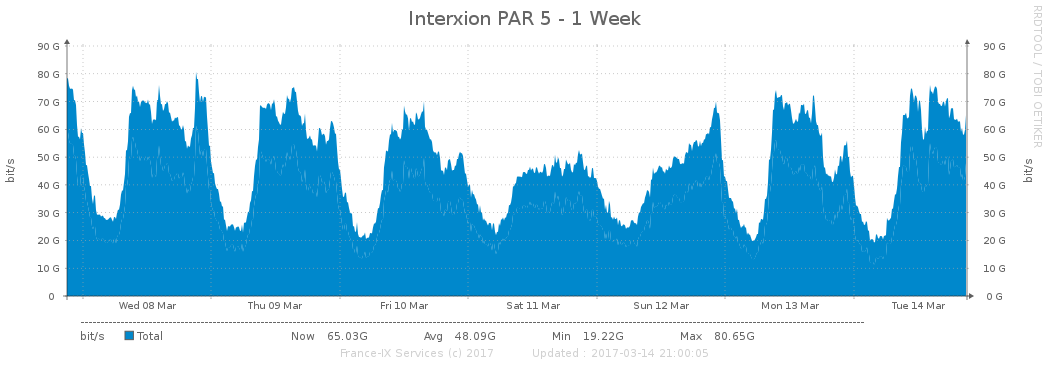 Interxion PAR 5 - 1 Week
RRDTOOL / TOBI OETIKER
bit/s
90 G 90 G
80 G 80 G
70 G 70 G
60 G 60 G
50 G 50 G
40 G 40 G
30 G 30 G
20 G 20 G
10 G 10 G
0 0 G
bit/s
Wed 08 Mar Thu 09 Mar Fri 10 Mar Sat 11 Mar Sun 12 Mar Mon 13 Mar Tue 14 Mar
bit/s Total Now 65.03G Avg 48.09G Min 19.22G Max 80.65G
France-IX Services (c) 2017 Updated : 2017-03-14 21:00:05